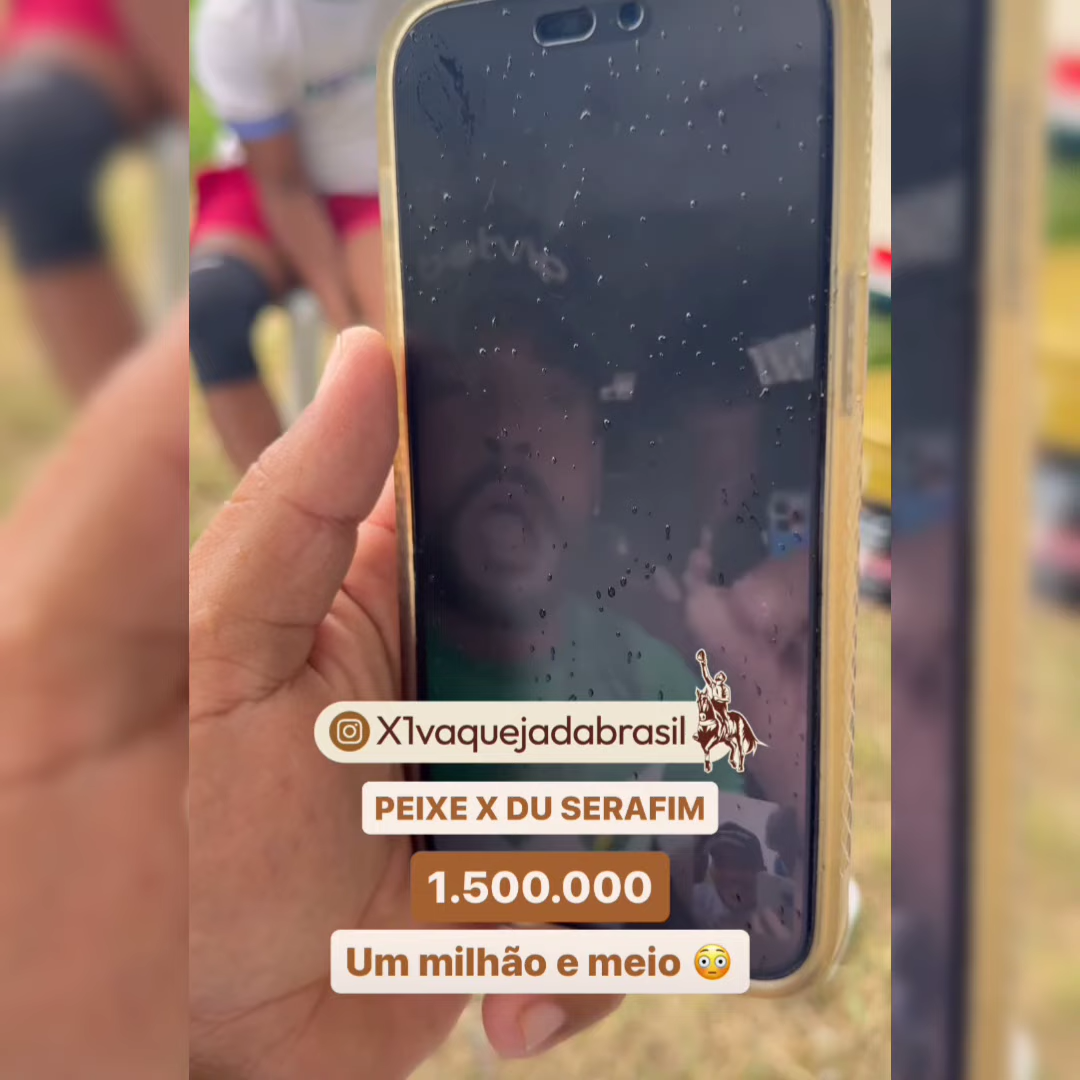 X1vaquejadabrasil
PEIXE X DU SERAFIM
1.500.000
Um milhão e meio 😳